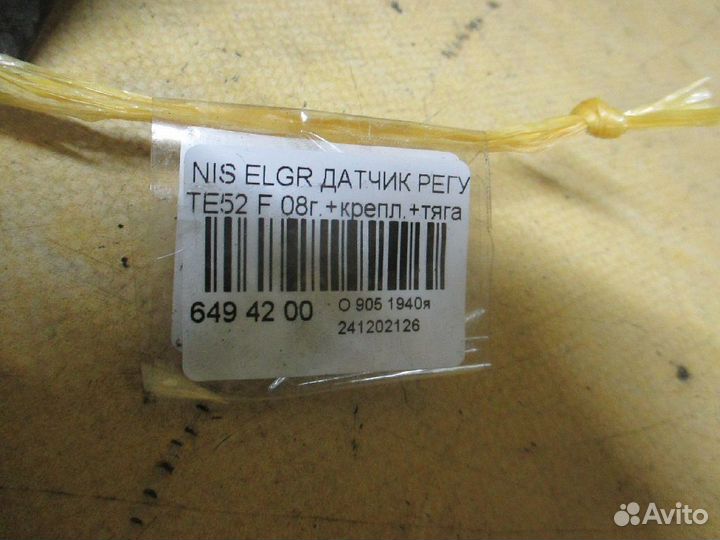 NIS ELGR ДАТЧИК РЕГУ
TE52 F 08г.+крепл.+тяга
649 42 00
О 905 1940я
241202126
Avito